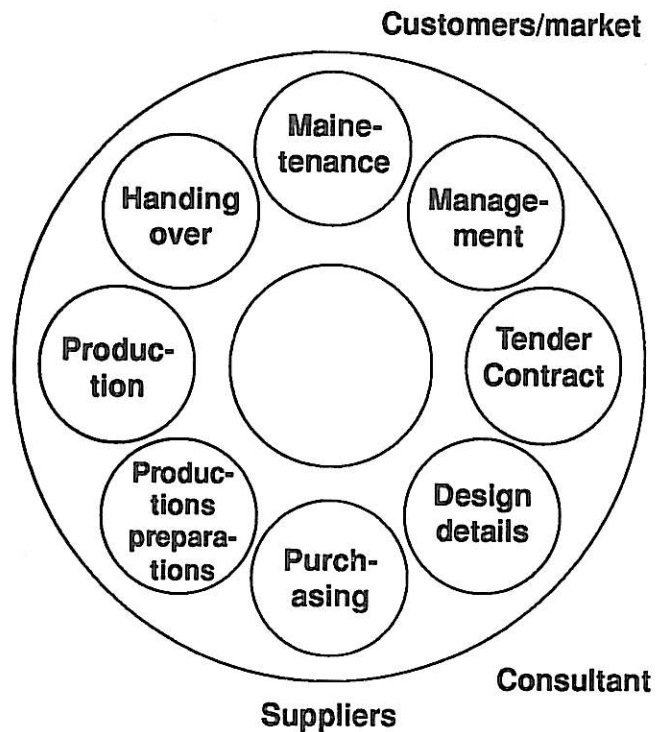 Customers/market
Maine-
tenance
Manage-
ment
Tender
Contract
Design
details
Purch-
asing
Produc-
tions
prepara-
tions
Produc-
tion
Handing
over
Consultant
Suppliers